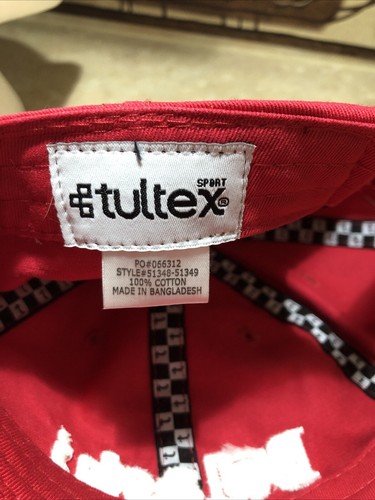 SPORT
tultex®
PO#066312
STYLE#51348-51349
100% COTTON
MADE IN BANGLADESH